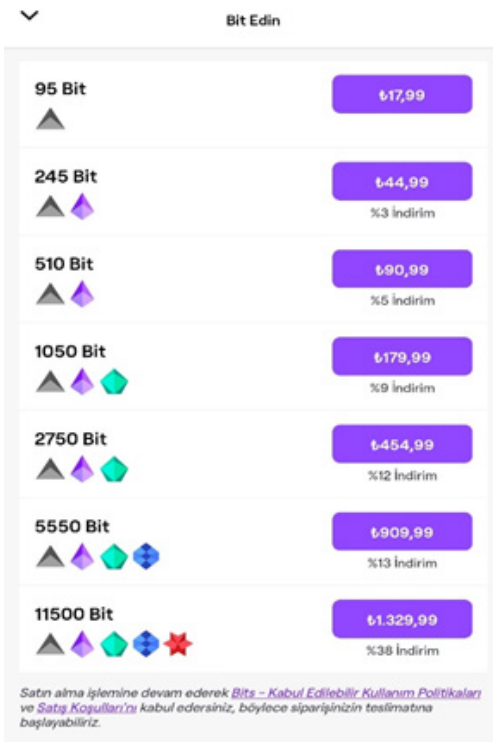 Bit Edin
95 Bit
₺17,99
245 Bit
₺44,99
%3 İndirim
510 Bit
₺90,99
%5 İndirim
1050 Bit
₺179,99
%9 İndirim
2750 Bit
₺454,99
%12 İndirim
5550 Bit
₺909,99
%13 İndirim
11500 Bit
₺1.329,99
%38 İndirim
Satın alma işlemine devam ederek Bits – Kabul Edilebilir Kullanım Politikaları
ve Satış Koşulları'nı kabul edersiniz, böylece siparişinizin teslimatına
başlayabiliriz.